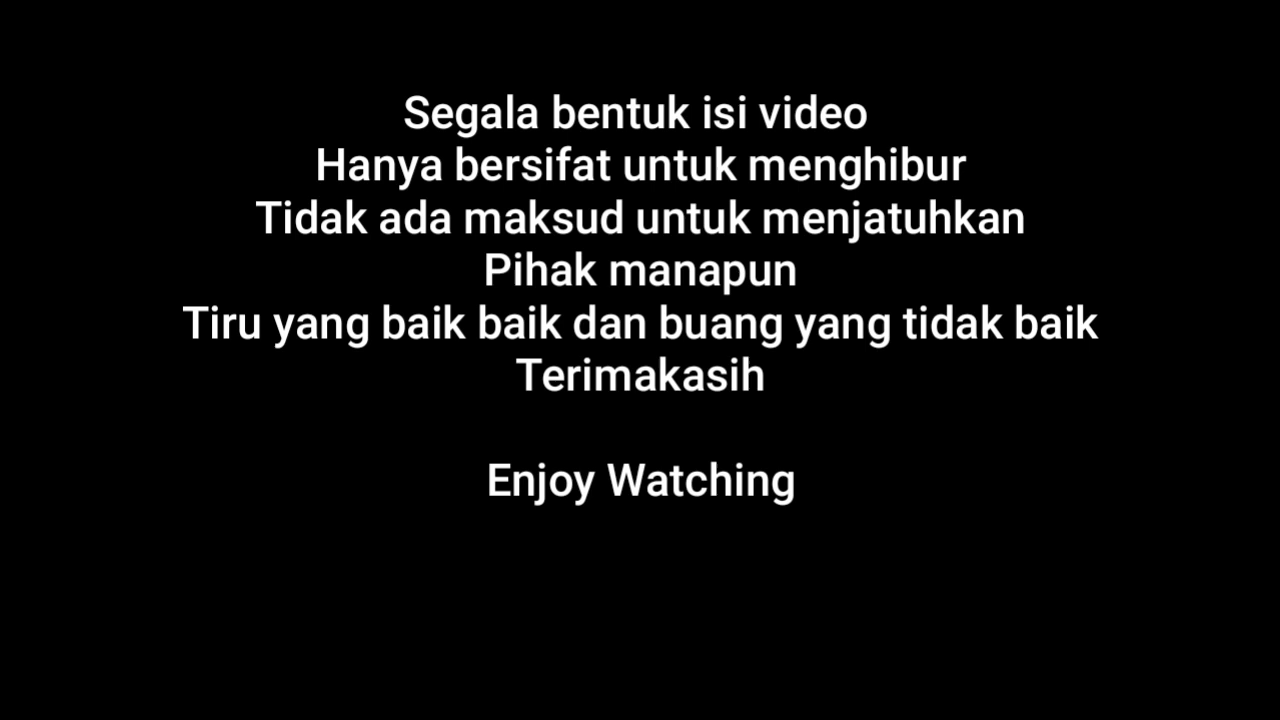 Segala bentuk isi video
Hanya bersifat untuk menghibur
Tidak ada maksud untuk menjatuhkan
Pihak manapun
Tiru yang baik baik dan buang yang tidak baik
Terimakasih
Enjoy Watching